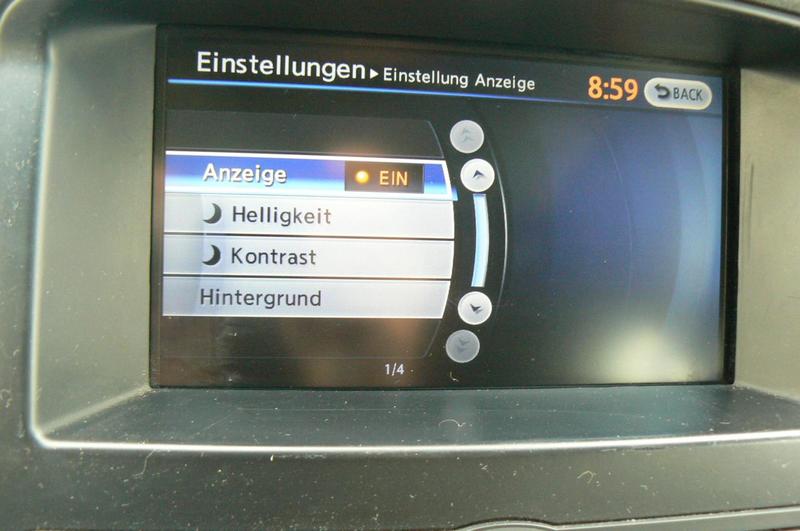 Einstellungen▸Einstellung Anzeige 8:59 BACK
Anzeige EIN
Helligkeit
Kontrast
Hintergrund
1/4